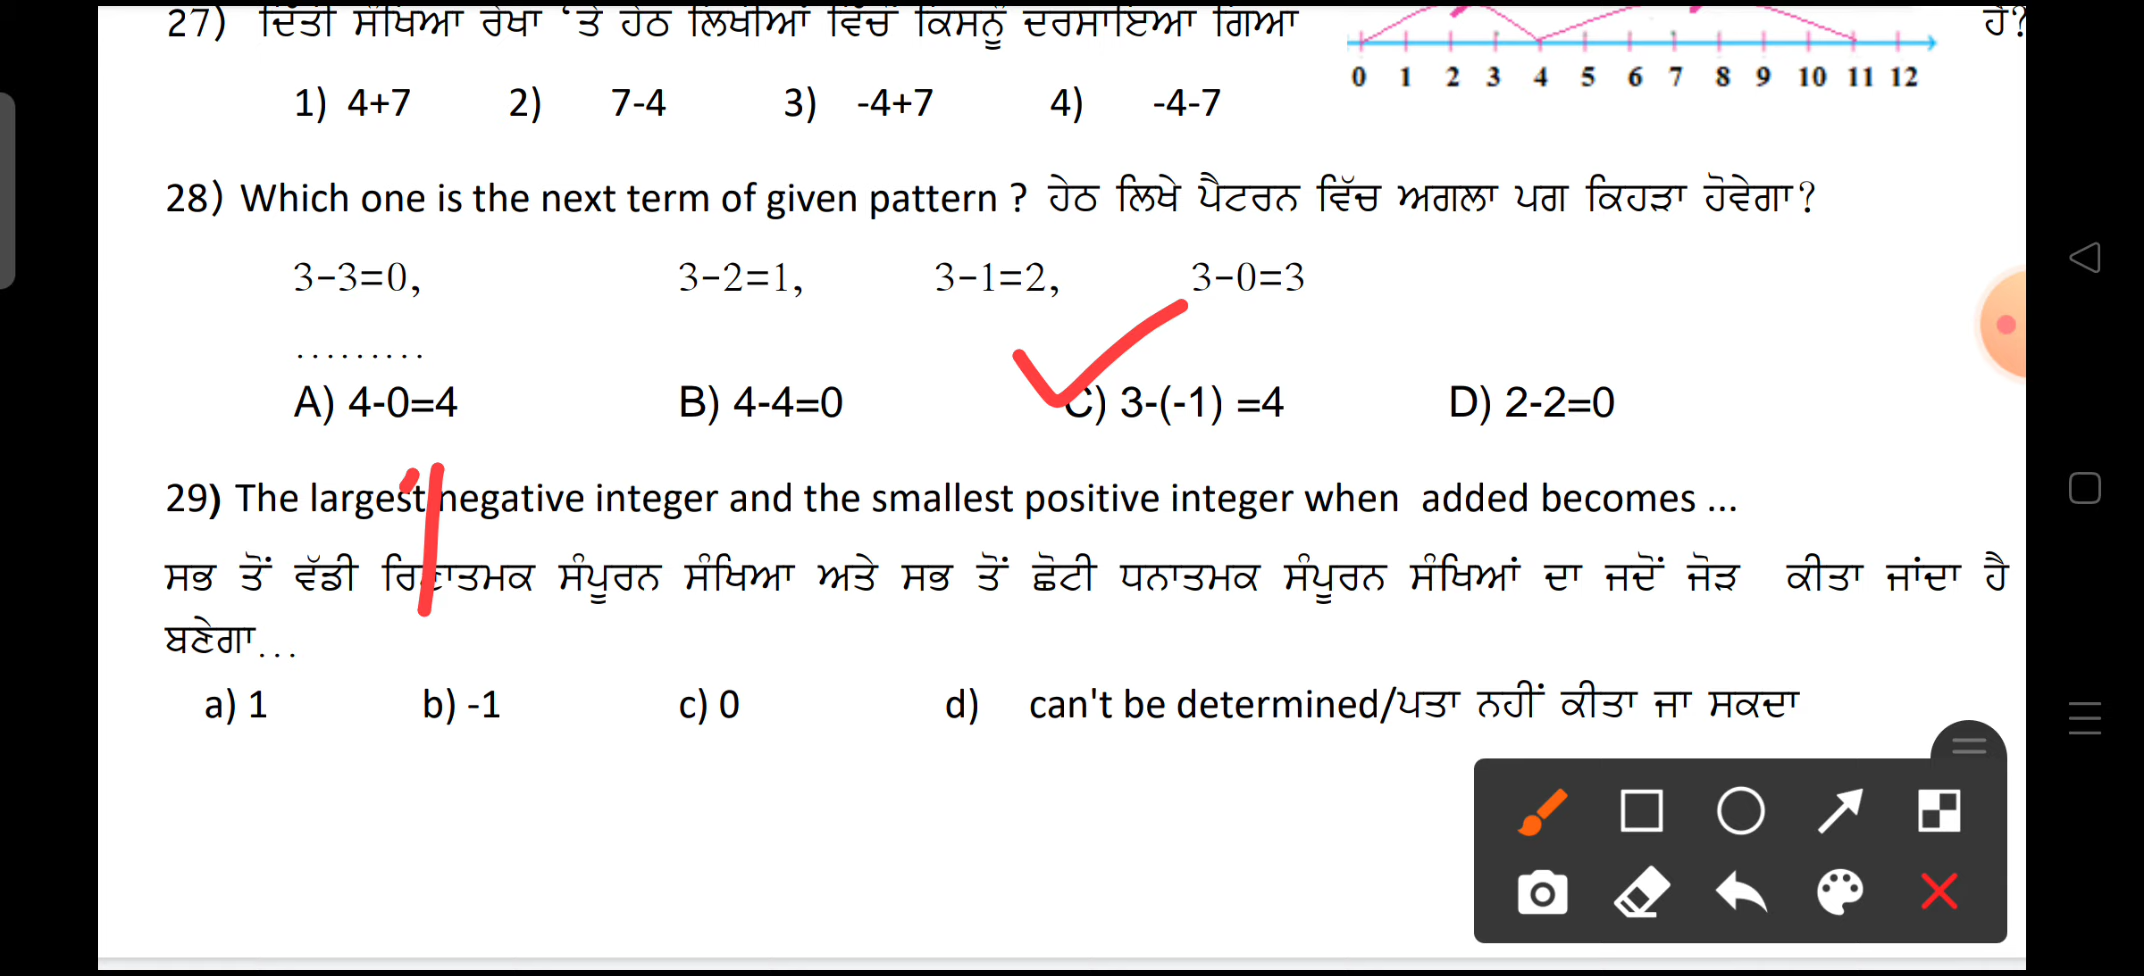 27) ਦਿੱਤੀ ਸੰਖਿਆ ਰੇਖਾ ‘ਤੇ ਹੇਠ ਲਿਖੀਆਂ ਵਿੱਚੋਂ ਕਿਸਨੂੰ ਦਰਸਾਇਆ ਗਿਆ ਹੈ?
0 1 2 3 4 5 6 7 8 9 10 11 12
1) 4+7 2) 7-4 3) -4+7 4) -4-7
28) Which one is the next term of given pattern ? ਹੇਠ ਲਿਖੇ ਪੈਟਰਨ ਵਿੱਚ ਅਗਲਾ ਪਗ ਕਿਹੜਾ ਹੋਵੇਗਾ?
3-3=0, 3-2=1, 3-1=2, 3-0=3
.........
A) 4-0=4 B) 4-4=0 C) 3-(-1) =4 D) 2-2=0
29) The largest negative integer and the smallest positive integer when added becomes ...
ਸਭ ਤੋਂ ਵੱਡੀ ਰਿਣਾਤਮਕ ਸੰਪੂਰਨ ਸੰਖਿਆ ਅਤੇ ਸਭ ਤੋਂ ਛੋਟੀ ਧਨਾਤਮਕ ਸੰਪੂਰਨ ਸੰਖਿਆਂ ਦਾ ਜਦੋਂ ਜੋੜ ਕੀਤਾ ਜਾਂਦਾ ਹੈ
ਬਣੇਗਾ...
a) 1 b) -1 c) 0 d) can't be determined/ਪਤਾ ਨਹੀਂ ਕੀਤਾ ਜਾ ਸਕਦਾ